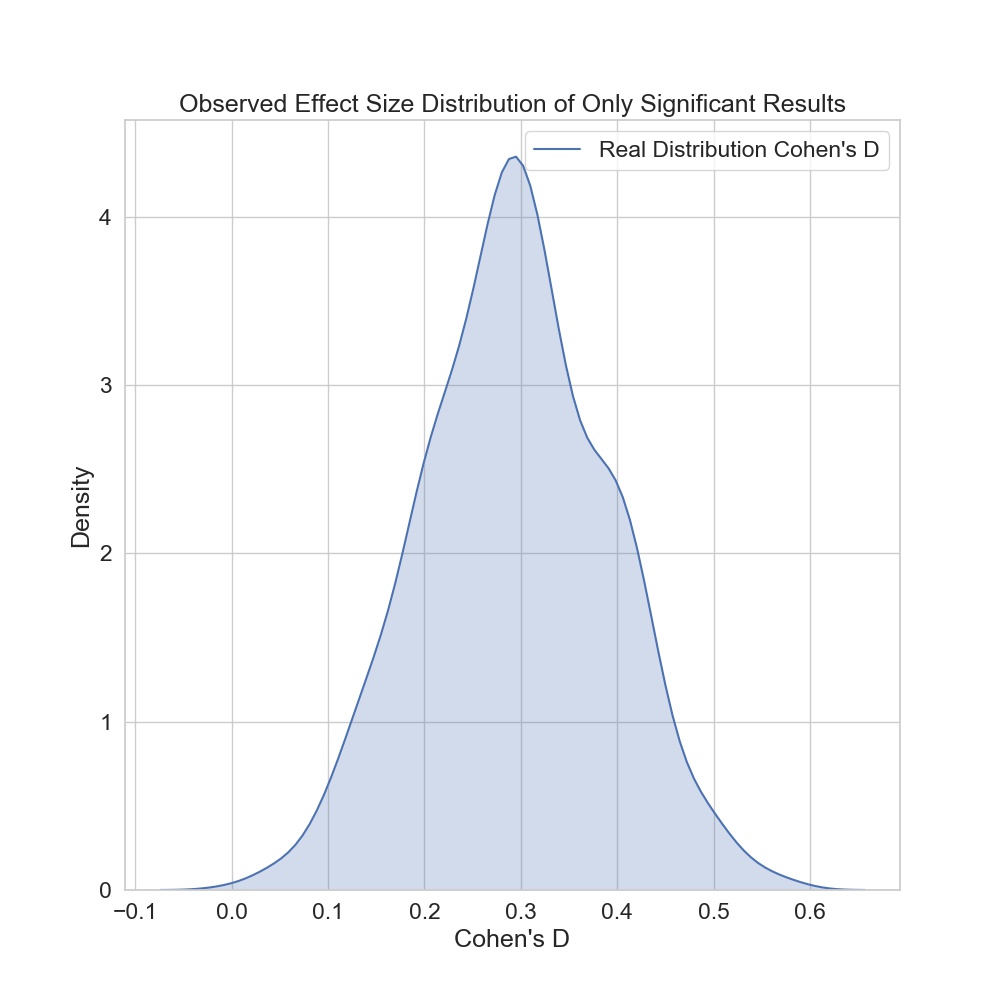 Observed Effect Size Distribution of Only Significant Results
Real Distribution Cohen's D
4
3
2
1
0
Density
−0.1 0.0 0.1 0.2 0.3 0.4 0.5 0.6
Cohen's D